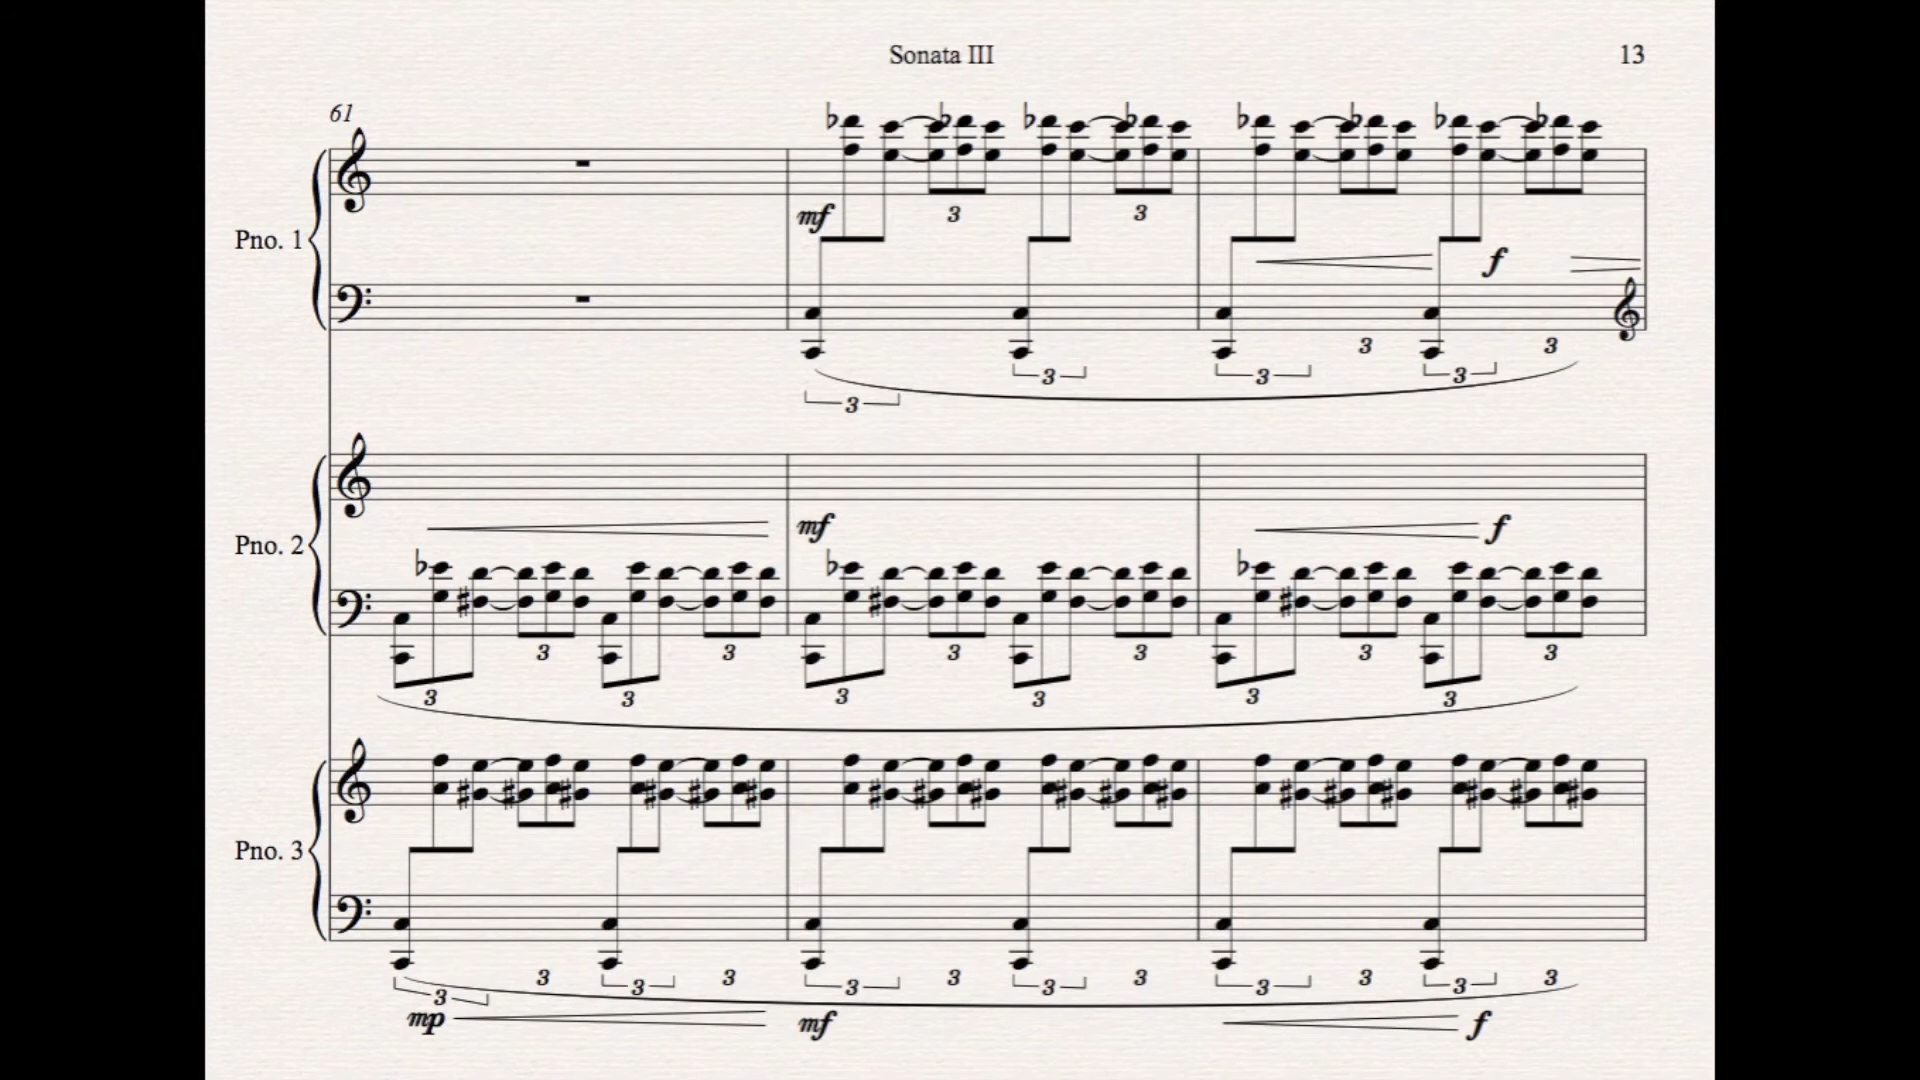 Sonata III
13
61
Pno. 1
mf
3 3
f
3 3
3 3 3
3
Pno. 2
mf f
3 3 3 3 3 3
3 3 3 3 3 3
Pno. 3
3 3 3 3 3 3
3 3 3 3 3 3
mp mf f